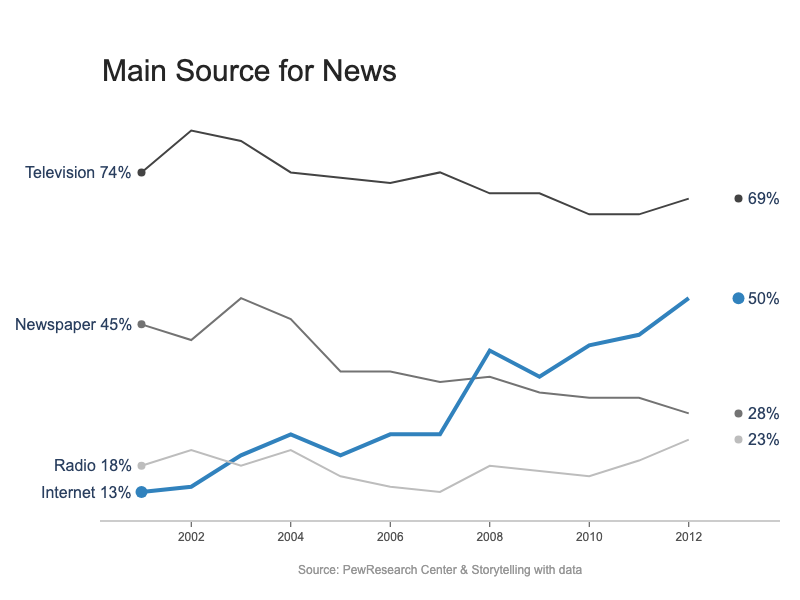 Main Source for News
Television 74%
69%
50%
Newspaper 45%
28%
23%
Radio 18%
Internet 13%
2002 2004 2006 2008 2010 2012
Source: PewResearch Center & Storytelling with data